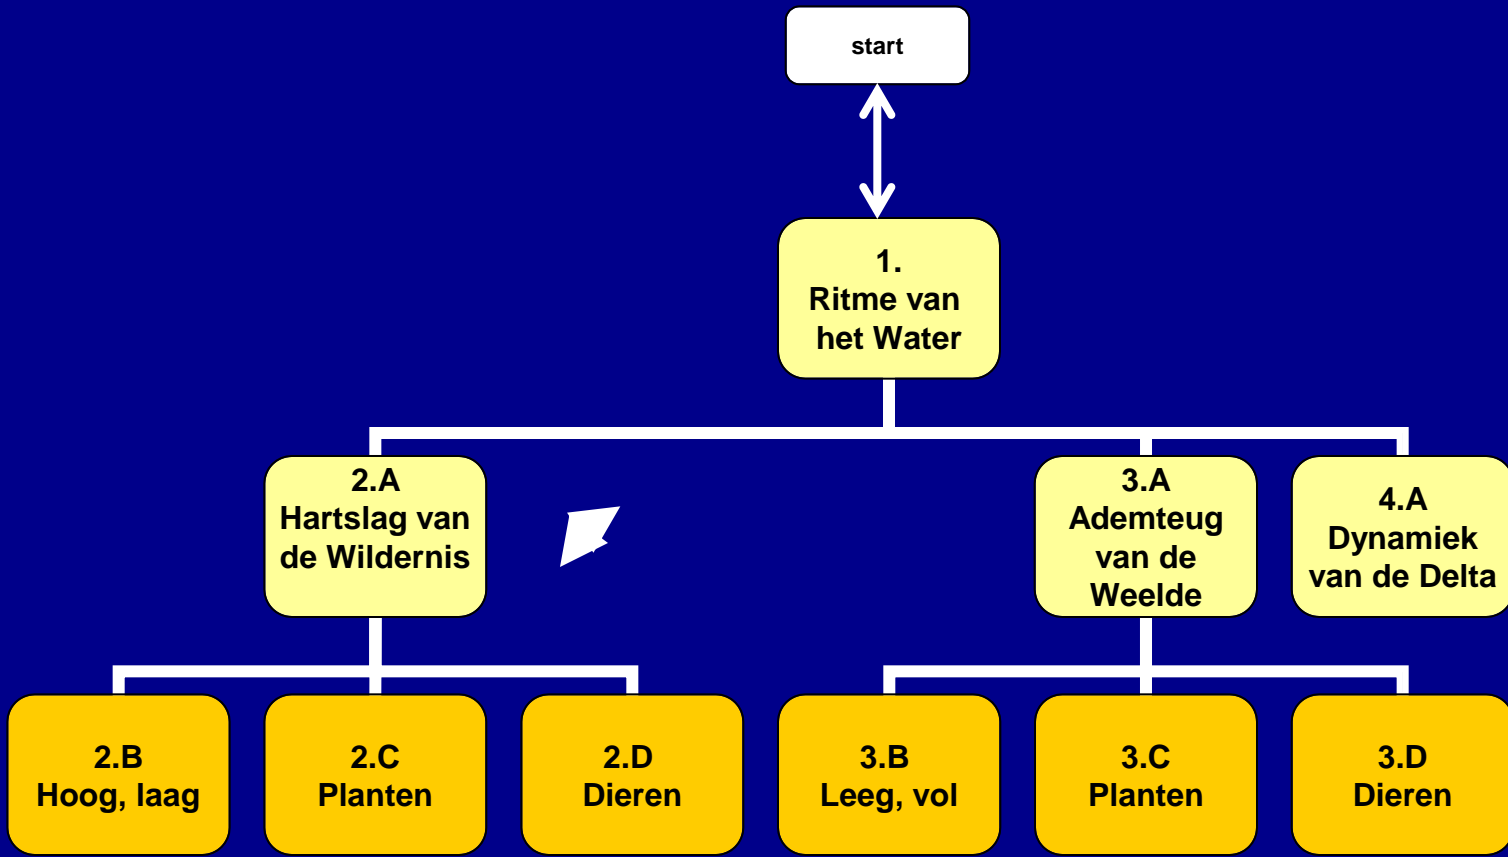 start
1.
Ritme van
het Water
2.A
Hartslag van
de Wildernis
3.A
Ademteug
van de
Weelde
4.A
Dynamiek
van de Delta
2.B
Hoog, laag
2.C
Planten
2.D
Dieren
3.B
Leeg, vol
3.C
Planten
3.D
Dieren